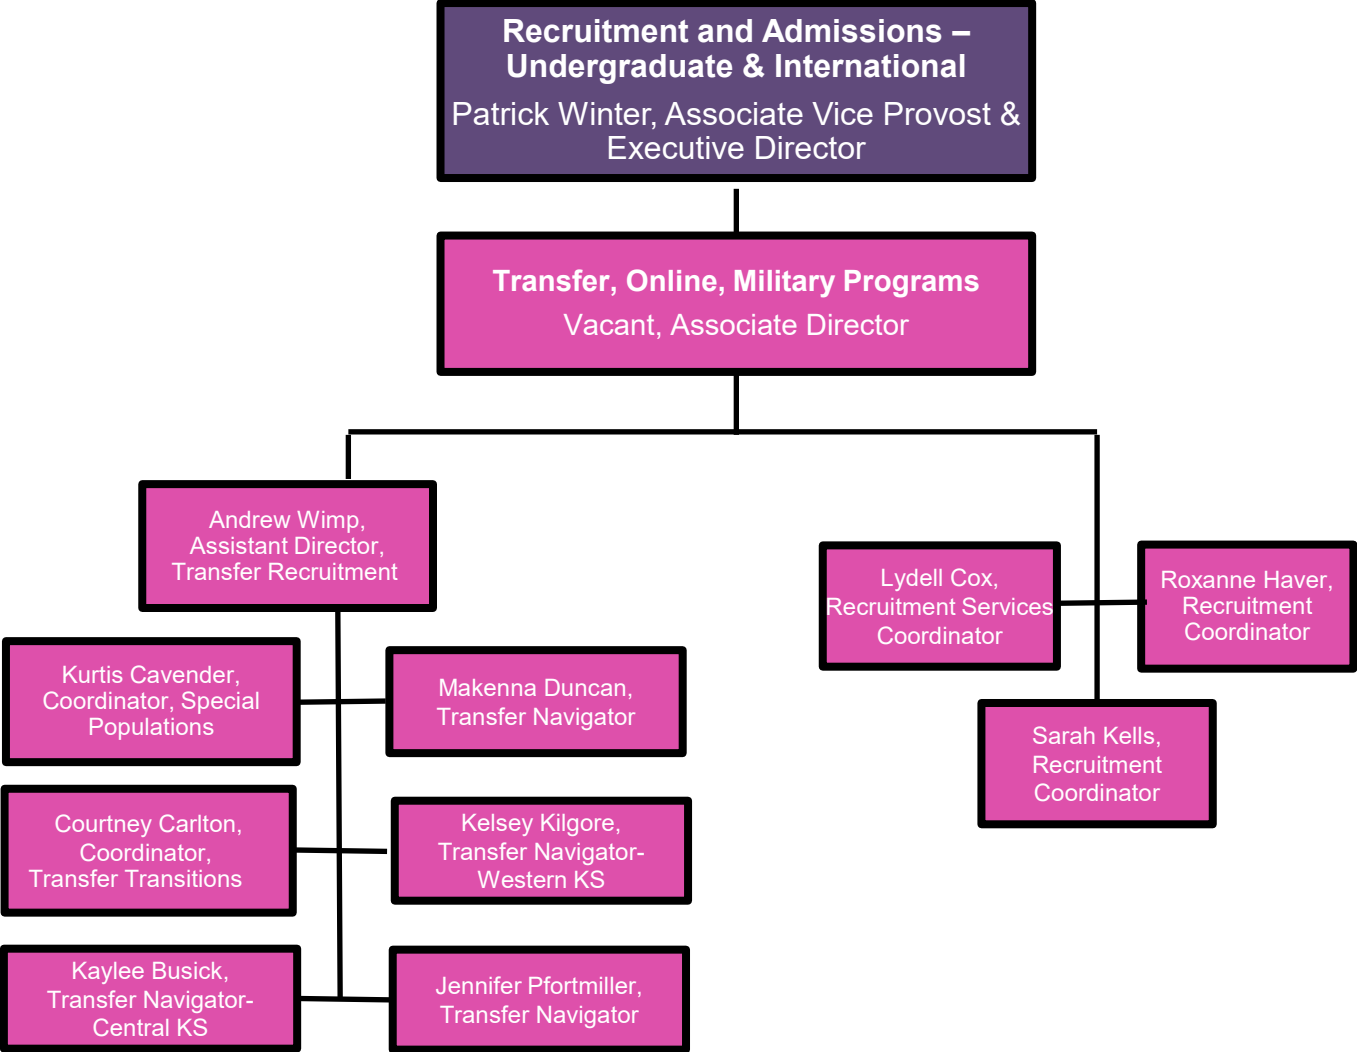 Recruitment and Admissions –
Undergraduate & International
Patrick Winter, Associate Vice Provost &
Executive Director
Transfer, Online, Military Programs
Vacant, Associate Director
Andrew Wimp,
Assistant Director,
Transfer Recruitment
Lydell Cox,
Recruitment Services
Coordinator
Roxanne Haver,
Recruitment
Coordinator
Kurtis Cavender,
Coordinator, Special
Populations
Makenna Duncan,
Transfer Navigator
Sarah Kells,
Recruitment
Coordinator
Courtney Carlton,
Coordinator,
Transfer Transitions
Kelsey Kilgore,
Transfer Navigator-
Western KS
Kaylee Busick,
Transfer Navigator-
Central KS
Jennifer Pfortmiller,
Transfer Navigator